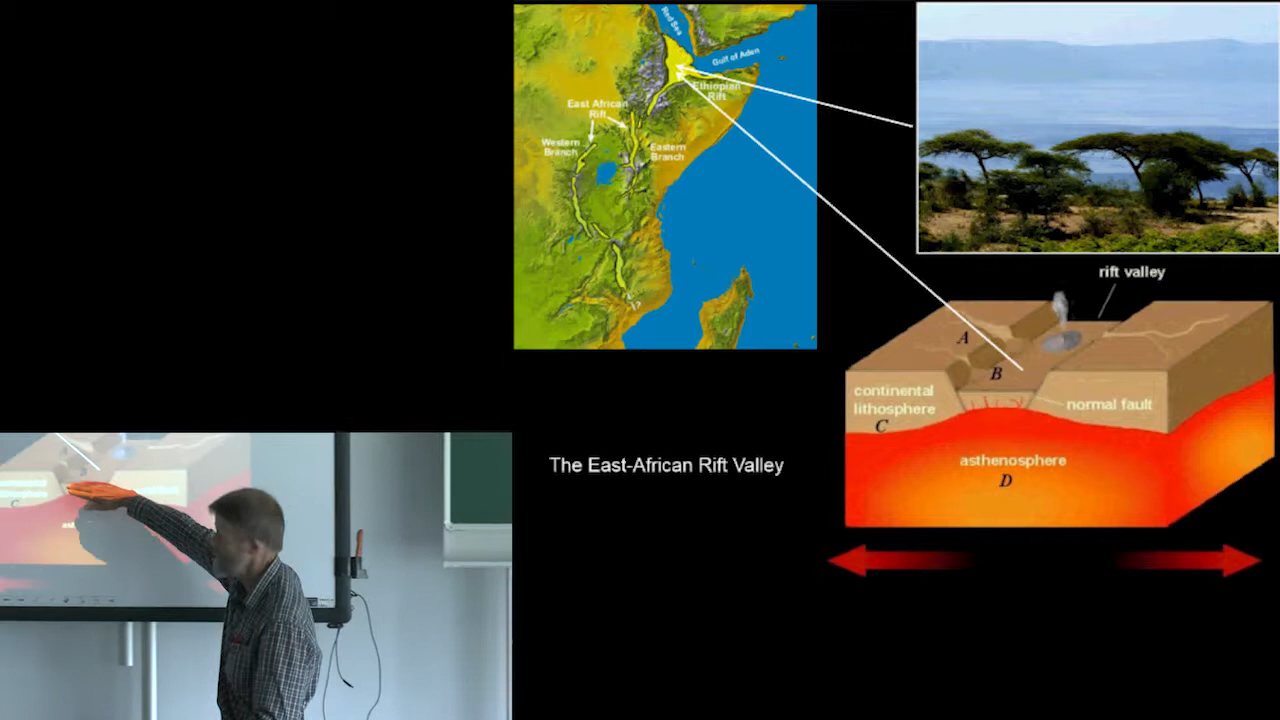 Red Sea
Gulf of Aden
Ethiopian
Rift
East African
Rift
Western
Branch
Eastern
Branch
?
rift valley
A
B
continental
lithosphere
C
normal fault
asthenosphere
D
The East-African Rift Valley
C